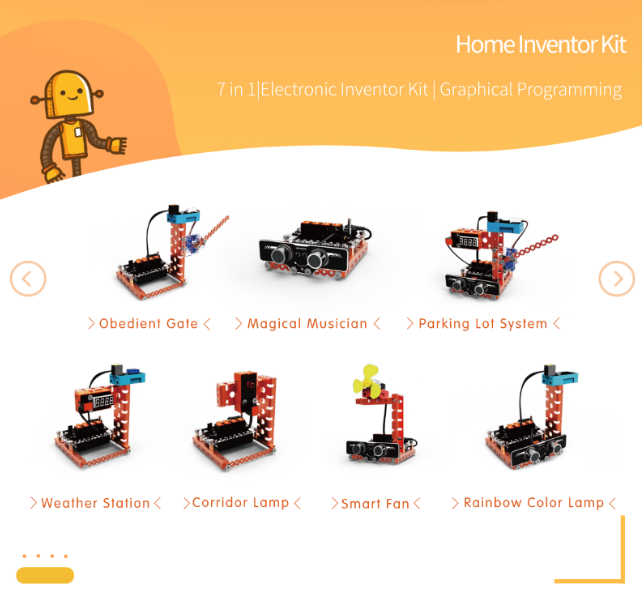 Home Inventor Kit
7 in 1|Electronic Inventor Kit | Graphical Programming
Obedient Gate
Magical Musician
Parking Lot System
Weather Station
Corridor Lamp
Smart Fan
Rainbow Color Lamp